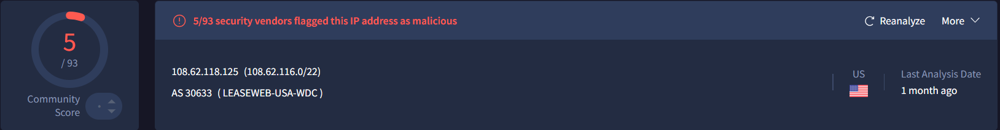 5
/ 93
Community
Score
5/93 security vendors flagged this IP address as malicious
Reanalyze
More
108.62.118.125 (108.62.116.0/22)
AS 30633 ( LEASEWEB-USA-WDC )
US
Last Analysis Date
1 month ago